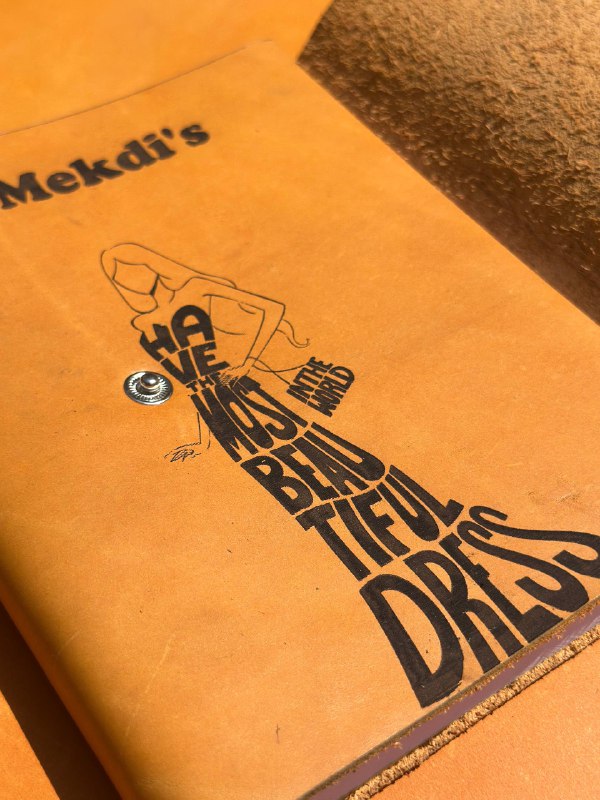 Mekdi's
HA
VE
THE
MOST
IN THE
WORLD
BEAU
TIFUL
DRESS